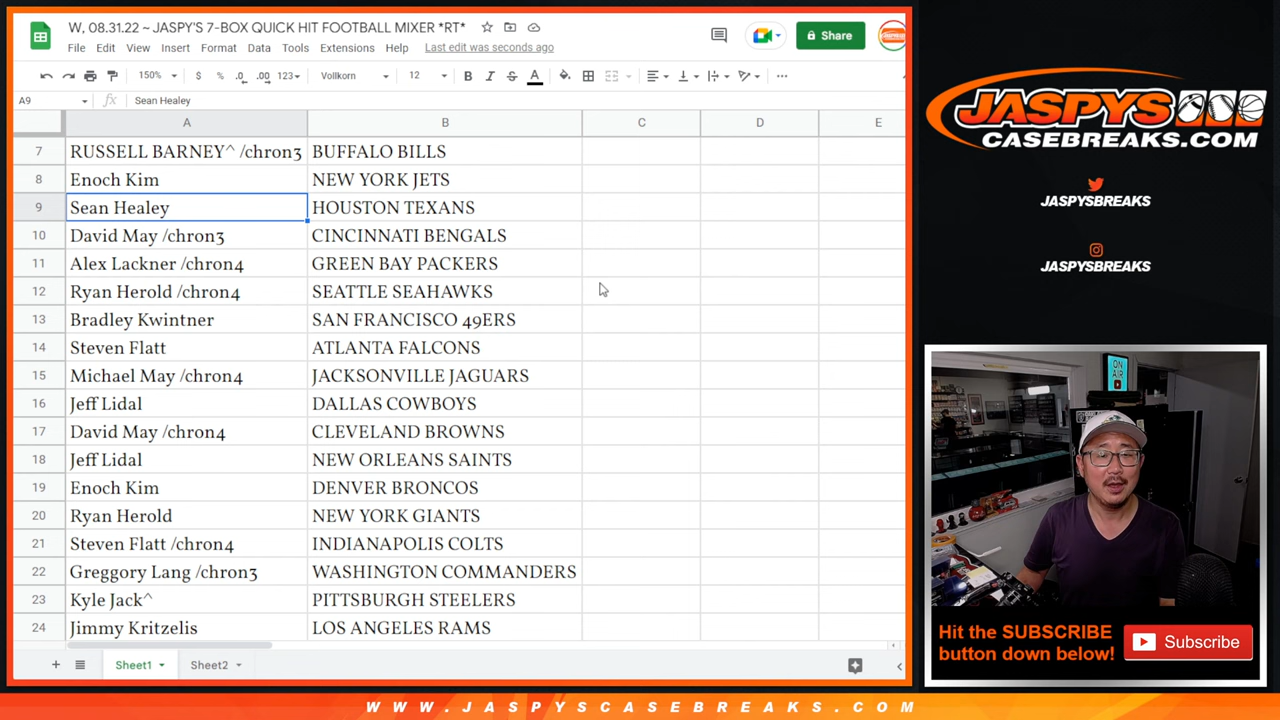 W, 08.31.22 ~ JASPY'S 7-BOX QUICK HIT FOOTBALL MIXER *RT*
File Edit View Insert Format Data Tools Extensions Help Last edit was seconds ago
Share
150% $ % .0 .00 123 Vollkorn 12 B I S A
A9 fx Sean Healey
A B C D E
7 RUSSELL BARNEY^ /chron3 BUFFALO BILLS
8 Enoch Kim NEW YORK JETS
9 Sean Healey HOUSTON TEXANS
10 David May /chron3 CINCINNATI BENGALS
11 Alex Lackner /chron4 GREEN BAY PACKERS
12 Ryan Herold /chron4 SEATTLE SEAHAWKS
13 Bradley Kwintner SAN FRANCISCO 49ERS
14 Steven Flatt ATLANTA FALCONS
15 Michael May /chron4 JACKSONVILLE JAGUARS
16 Jeff Lidal DALLAS COWBOYS
17 David May /chron4 CLEVELAND BROWNS
18 Jeff Lidal NEW ORLEANS SAINTS
19 Enoch Kim DENVER BRONCOS
20 Ryan Herold NEW YORK GIANTS
21 Steven Flatt /chron4 INDIANAPOLIS COLTS
22 Greggory Lang /chron3 WASHINGTON COMMANDERS
23 Kyle Jack^ PITTSBURGH STEELERS
24 Jimmy Kritzelis LOS ANGELES RAMS
Sheet1 Sheet2
JASPYS
CASEBREAKS.COM
JASPYSBREAKS
JASPYSBREAKS
ON
AIR
Hit the SUBSCRIBE
button down below!
Subscribe
WWW.JASPYSCASEBREAKS.COM